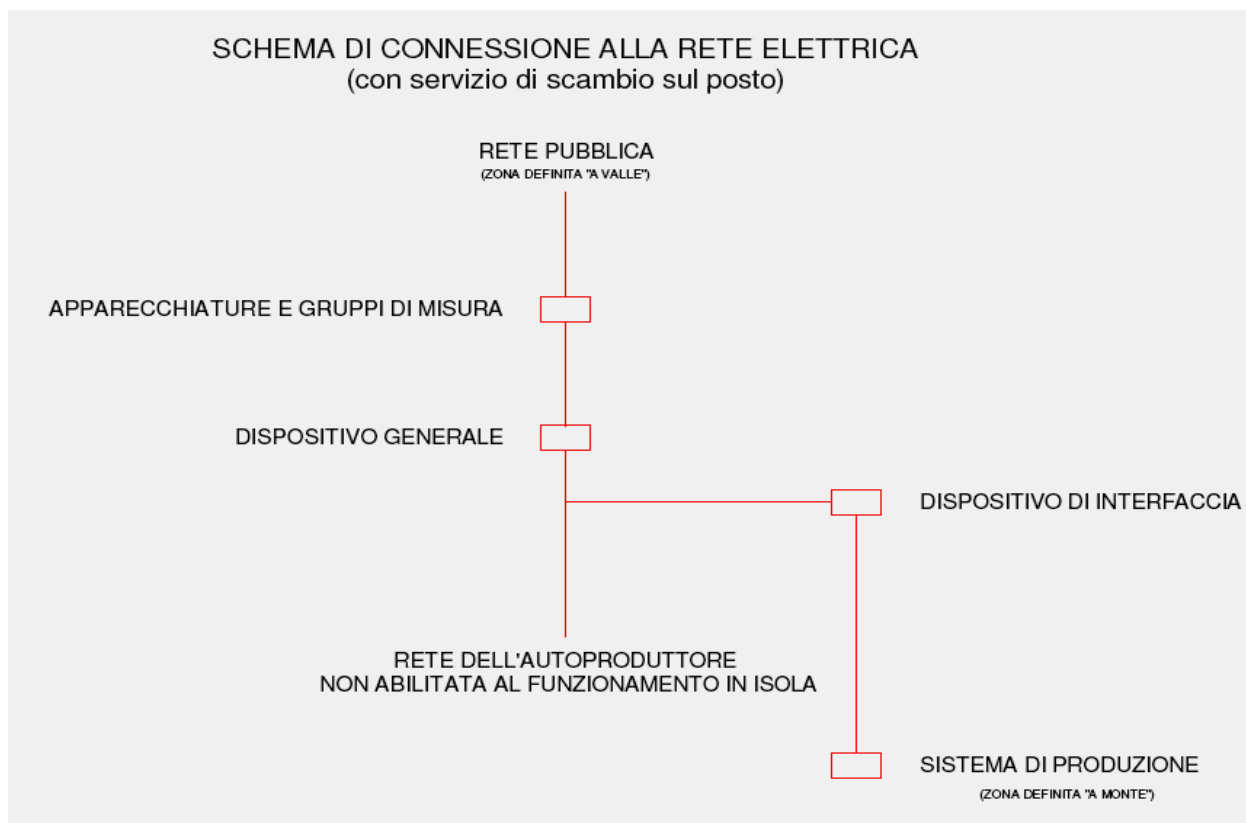 SCHEMA DI CONNESSIONE ALLA RETE ELETTRICA
(con servizio di scambio sul posto)
RETE PUBBLICA
(ZONA DEFINITA "A VALLE")
APPARECCHIATURE E GRUPPI DI MISURA
DISPOSITIVO GENERALE
DISPOSITIVO DI INTERFACCIA
RETE DELL'AUTOPRODUTTORE
NON ABILITATA AL FUNZIONAMENTO IN ISOLA
SISTEMA DI PRODUZIONE
(ZONA DEFINITA "A MONTE")